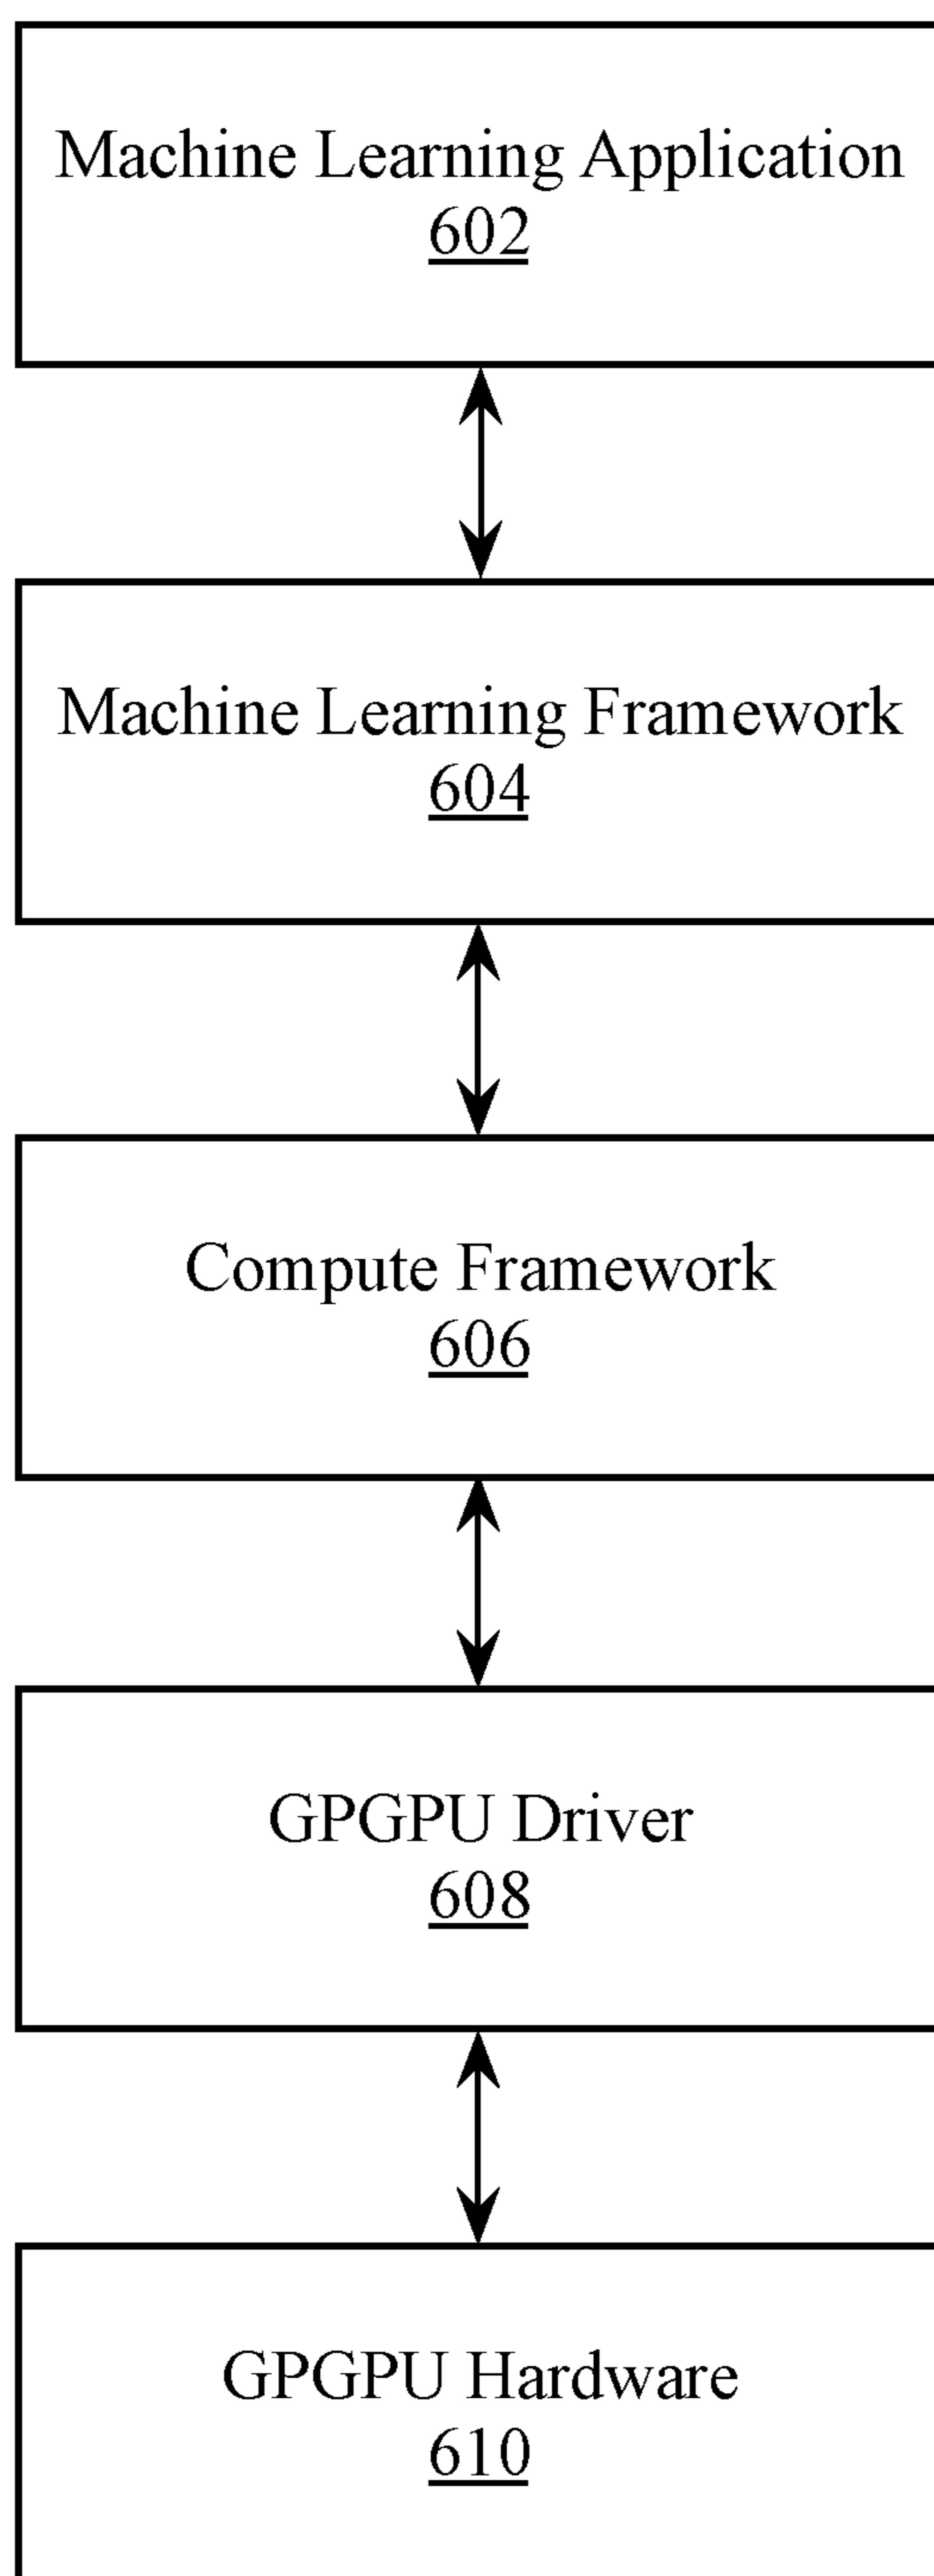 Machine Learning Application
602
Machine Learning Framework
604
Compute Framework
606
GPGPU Driver
608
GPGPU Hardware
610